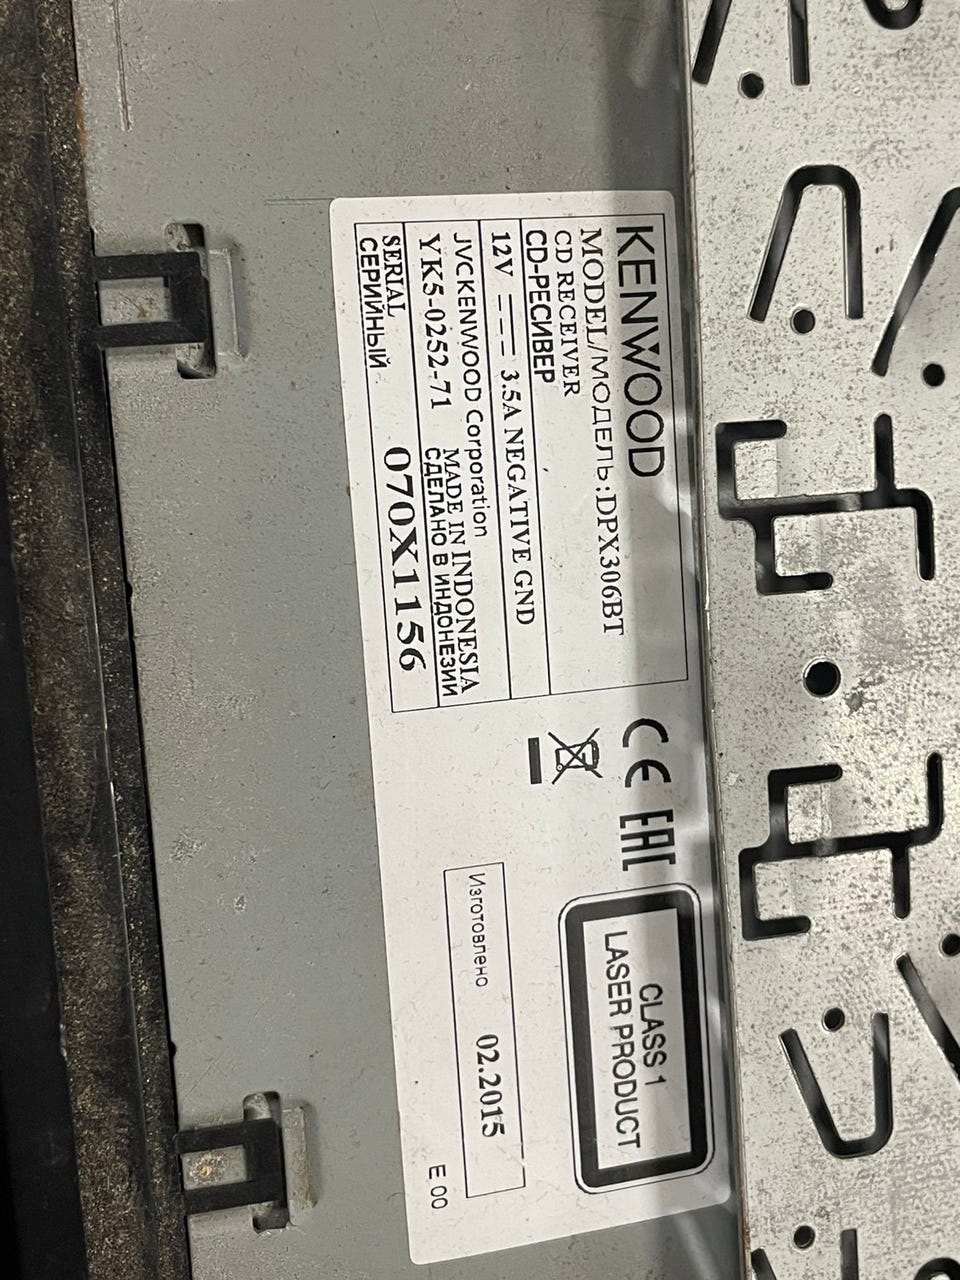 KENWOOD
MODEL/МОДЕЛЬ:DPX306BT
CD RECEIVER
CD-РЕСИВЕР
12V 3.5A NEGATIVE GND
JVCKENWOOD Corporation
YK5-0252-71
MADE IN INDONESIA
СДЕЛАНО В ИНДОНЕЗИИ
SERIAL
СЕРИЙНЫЙ
070X1156
CE EAC
CLASS 1
LASER PRODUCT
Изготовлено 02.2015
E 00